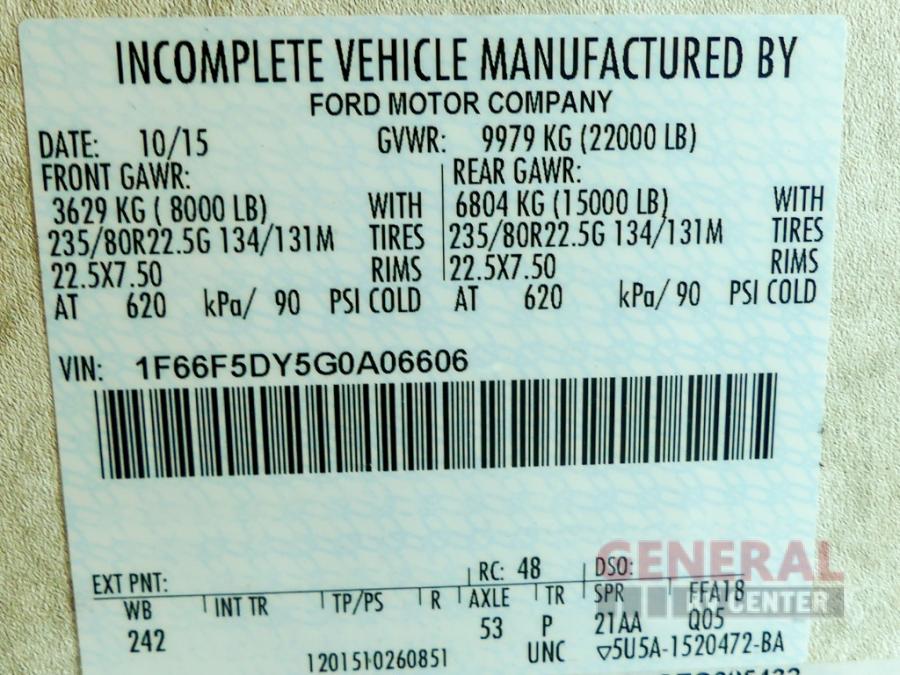 INCOMPLETE VEHICLE MANUFACTURED BY
FORD MOTOR COMPANY
DATE: 10/15 GVWR: 9979 KG (22000 LB)
FRONT GAWR: REAR GAWR:
3629 KG ( 8000 LB) WITH 6804 KG (15000 LB) WITH
235/80R22.5G 134/131M TIRES 235/80R22.5G 134/131M TIRES
22.5X7.50 RIMS 22.5X7.50 RIMS
AT 620 kPa/ 90 PSI COLD AT 620 kPa/ 90 PSI COLD
VIN: 1F66F5DY5G0A06606
EXT PNT: RC: 48 DSO:
WB INT TR TP/PS R AXLE TR SPR FFA18
242 53 P 21AA Q05
1201510260851 UNC ▽5U5A-1520472-BA
GENERAL
RV CENTER